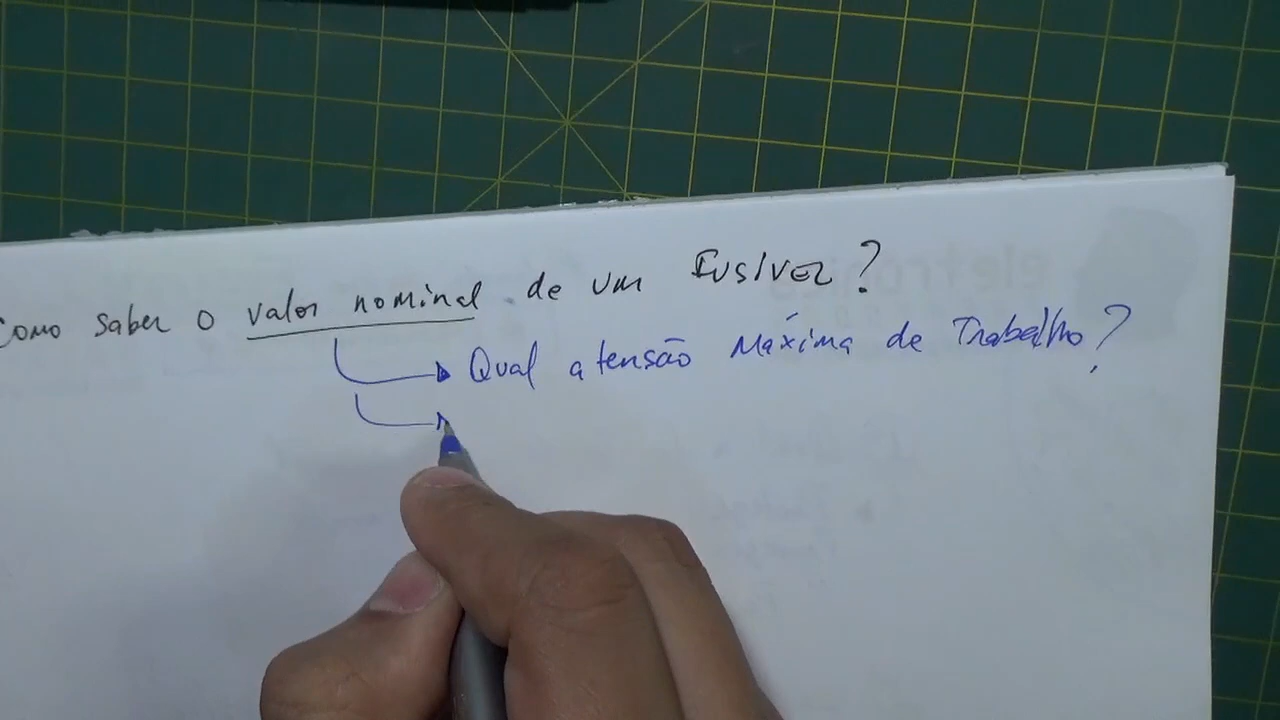 Como saber o valor nominal de um FUSÍVEL?
Qual a tensão Máxima de Trabalho?